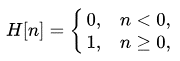 H[n] = { 0, n < 0,
1, n ≥ 0,